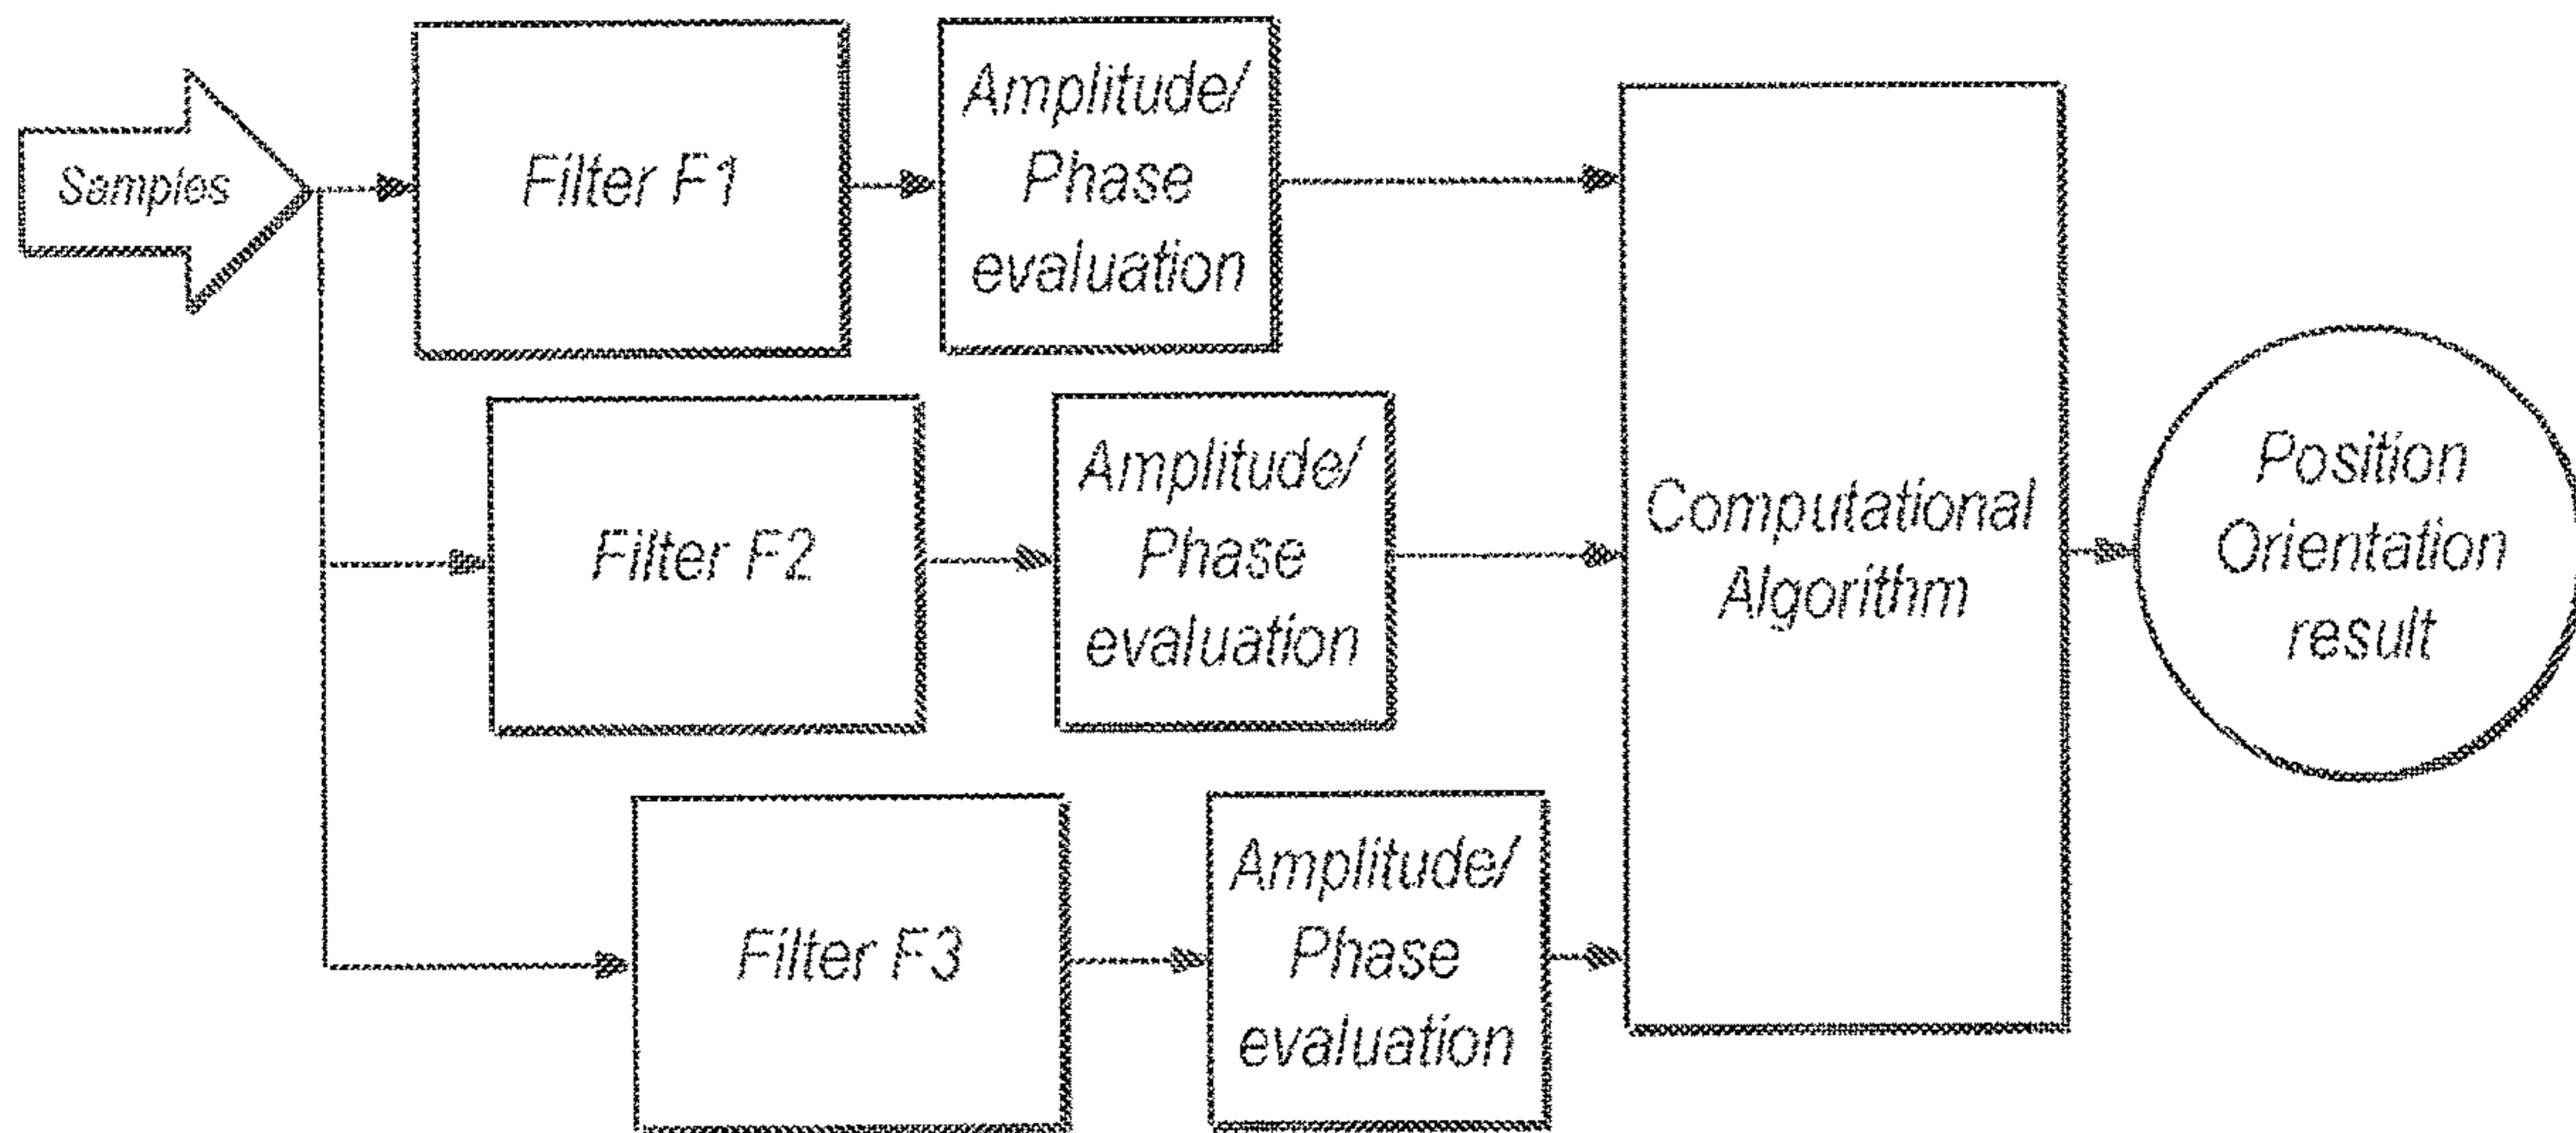 Samples
Filter F1
Amplitude/
Phase
evaluation
Filter F2
Amplitude/
Phase
evaluation
Filter F3
Amplitude/
Phase
evaluation
Computational
Algorithm
Position
Orientation
result